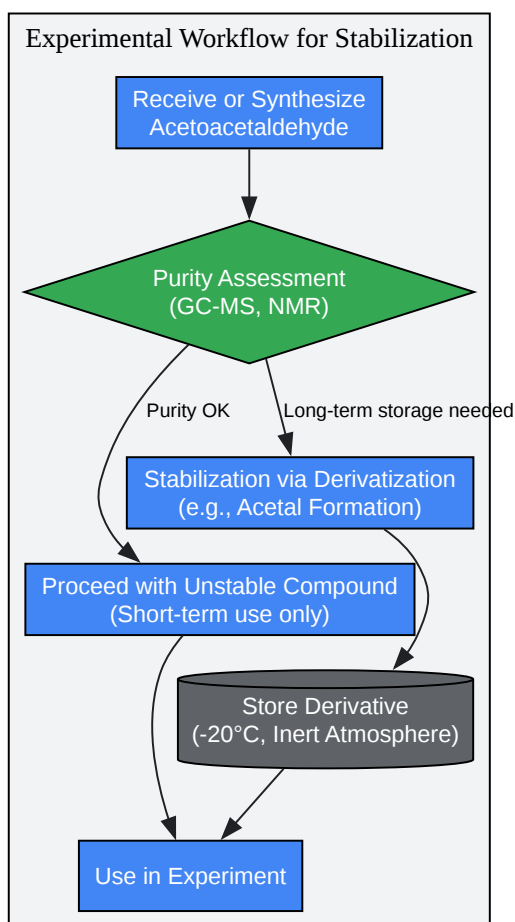 Experimental Workflow for Stabilization
Receive or Synthesize
Acetoacetaldehyde
Purity Assessment
(GC-MS, NMR)
Purity OK
Long-term storage needed
Stabilization via Derivatization
(e.g., Acetal Formation)
Proceed with Unstable Compound
(Short-term use only)
Store Derivative
(-20°C, Inert Atmosphere)
Use in Experiment